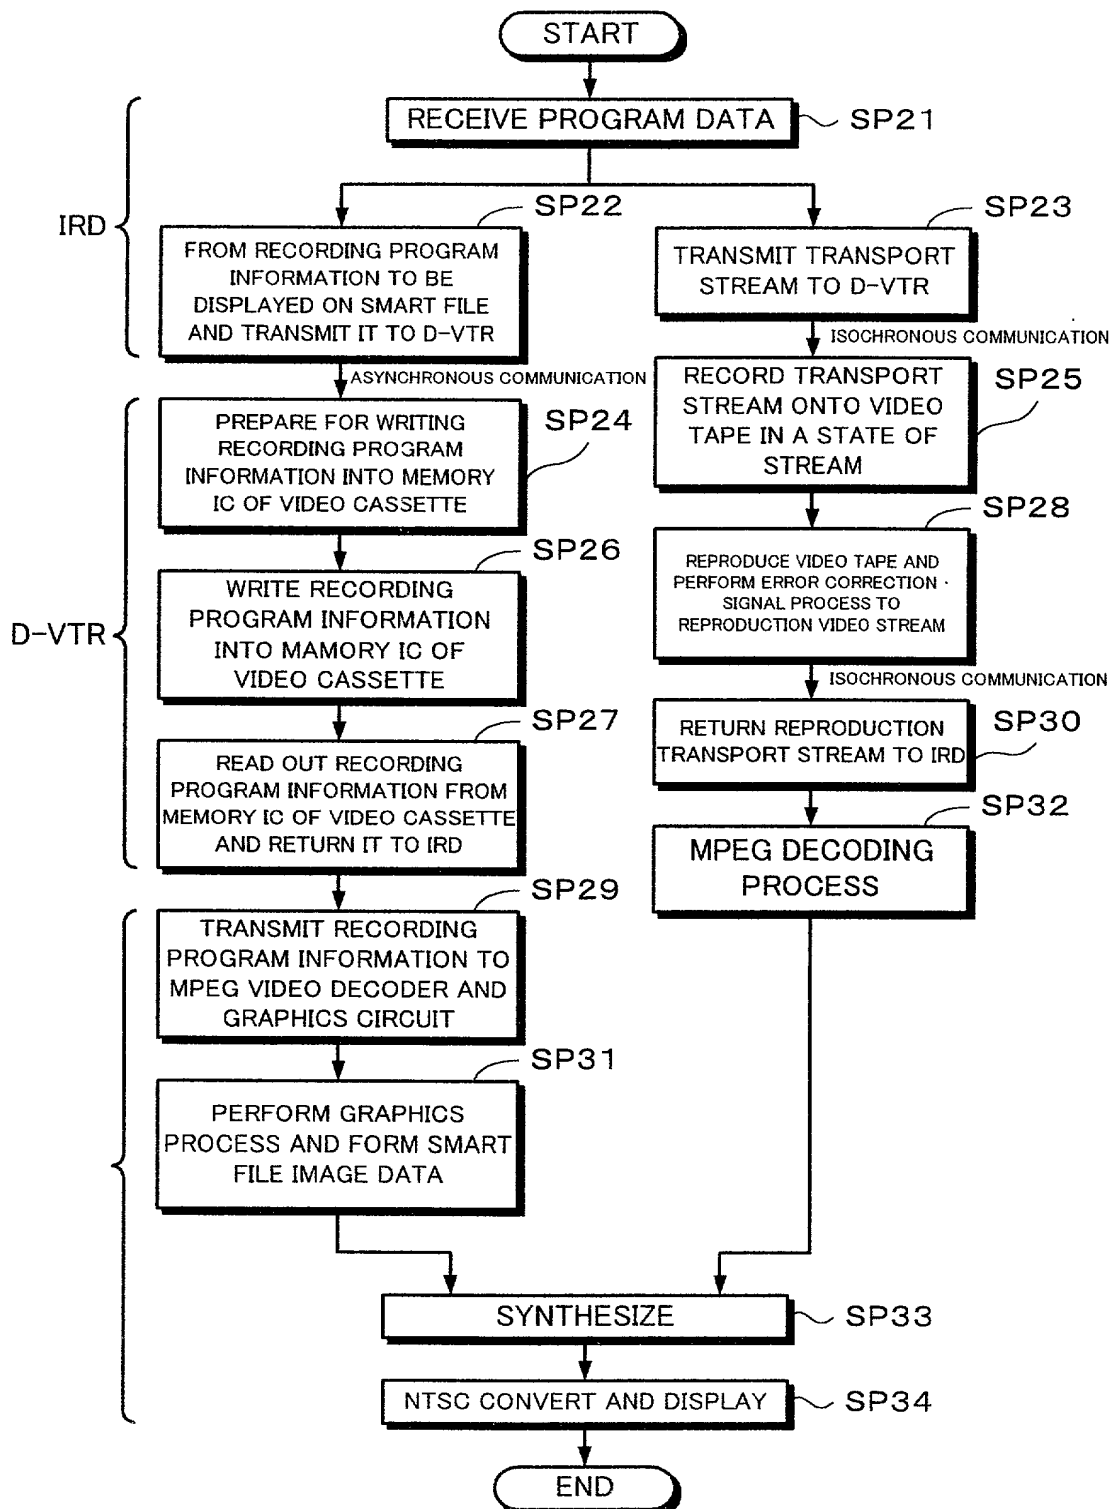 START
RECEIVE PROGRAM DATA
SP21
IRD
SP22
FROM RECORDING PROGRAM
INFORMATION TO BE
DISPLAYED ON SMART FILE
AND TRANSMIT IT TO D-VTR
SP23
TRANSMIT TRANSPORT
STREAM TO D-VTR
ISOCHRONOUS COMMUNICATION
ASYNCHRONOUS COMMUNICATION
D-VTR
SP24
PREPARE FOR WRITING
RECORDING PROGRAM
INFORMATION INTO MEMORY
IC OF VIDEO CASSETTE
SP25
RECORD TRANSPORT
STREAM ONTO VIDEO
TAPE IN A STATE OF
STREAM
SP26
WRITE RECORDING
PROGRAM INFORMATION
INTO MAMORY IC OF
VIDEO CASSETTE
SP28
REPRODUCE VIDEO TAPE AND
PERFORM ERROR CORRECTION ·
SIGNAL PROCESS TO
REPRODUCTION VIDEO STREAM
ISOCHRONOUS COMMUNICATION
SP27
READ OUT RECORDING
PROGRAM INFORMATION FROM
MEMORY IC OF VIDEO CASSETTE
AND RETURN IT TO IRD
SP30
RETURN REPRODUCTION
TRANSPORT STREAM TO IRD
SP32
MPEG DECODING
PROCESS
SP29
TRANSMIT RECORDING
PROGRAM INFORMATION TO
MPEG VIDEO DECODER AND
GRAPHICS CIRCUIT
SP31
PERFORM GRAPHICS
PROCESS AND FORM SMART
FILE IMAGE DATA
SYNTHESIZE
SP33
NTSC CONVERT AND DISPLAY
SP34
END